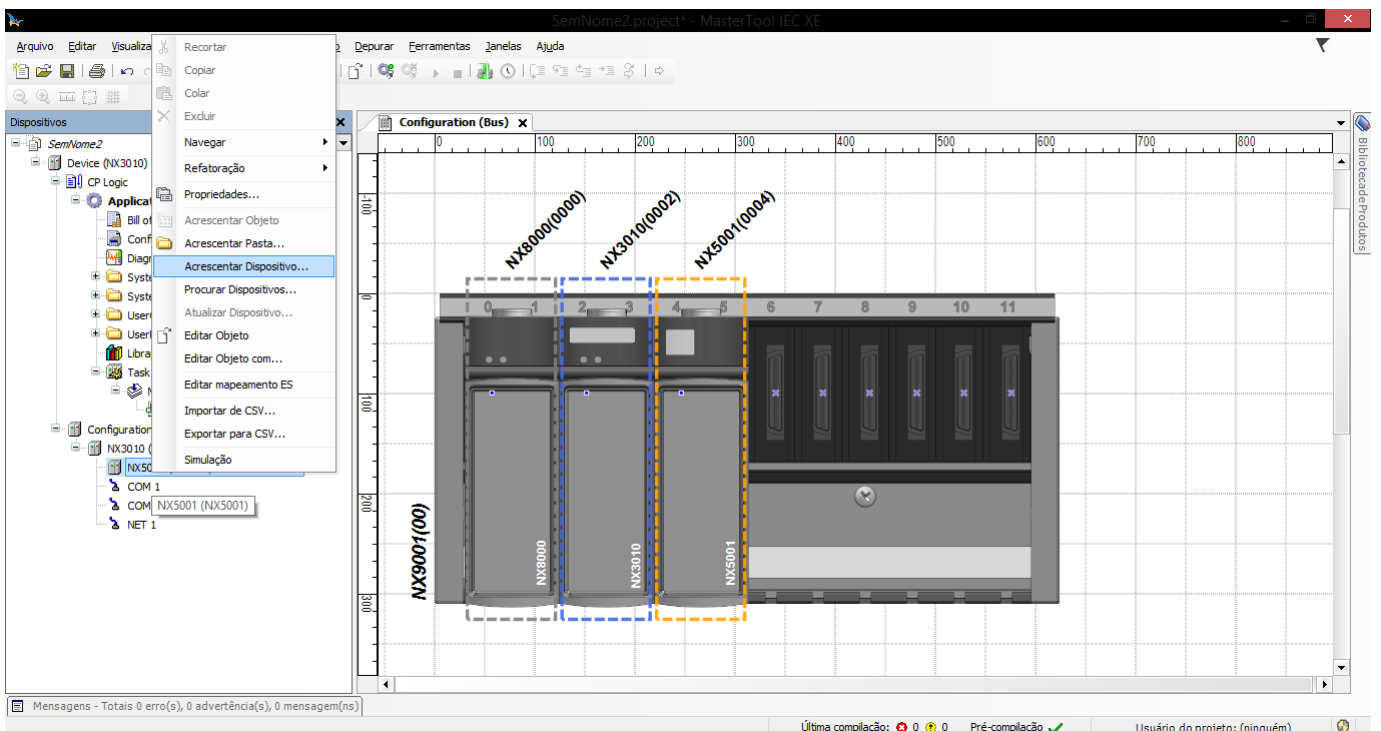 SemNome2.project* - MasterTool IEC XE
Arquivo Editar Visualiza Depurar Ferramentas Janelas Ajuda
Dispositivos
SemNome2
Device (NX3010)
CP Logic
Applicat
Bill of
Conf
Diagr
Syste
Syste
User
User
Libra
Task
Configuration
NX3010 (
NX50
COM 1
COM
NET 1
NX5001 (NX5001)
Recortar
Copiar
Colar
Excluir
Navegar
Refatoração
Propriedades...
Acrescentar Objeto
Acrescentar Pasta...
Acrescentar Dispositivo...
Procurar Dispositivos...
Atualizar Dispositivo...
Editar Objeto
Editar Objeto com...
Editar mapeamento ES
Importar de CSV...
Exportar para CSV...
Simulação
Configuration (Bus)
0 100 200 300 400 500 600 700 800
-100
0
100
200
300
NX8000(0000) NX3010(0002) NX5001(0004)
0 1 2 3 4 5 6 7 8 9 10 11
NX9001(00)
NX8000 NX3010 NX5001
Biblioteca de Produtos
Mensagens - Totais 0 erro(s), 0 advertência(s), 0 mensagem(ns)
Última compilação: 0 0 Pré-compilação Usuário do projeto: (ninguém)